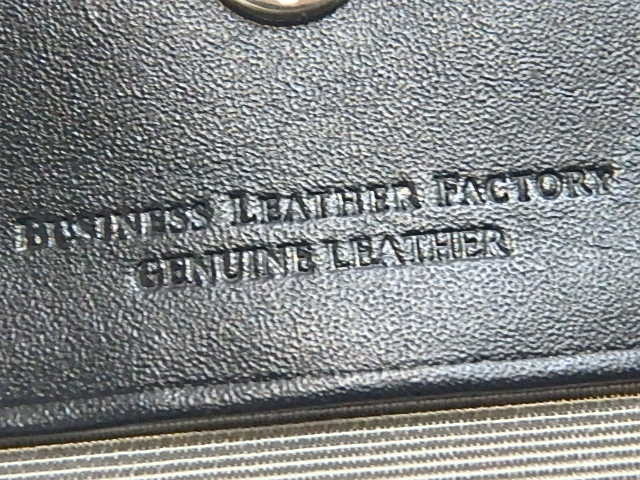 BUSINESS LEATHER FACTORY
GENUINE LEATHER